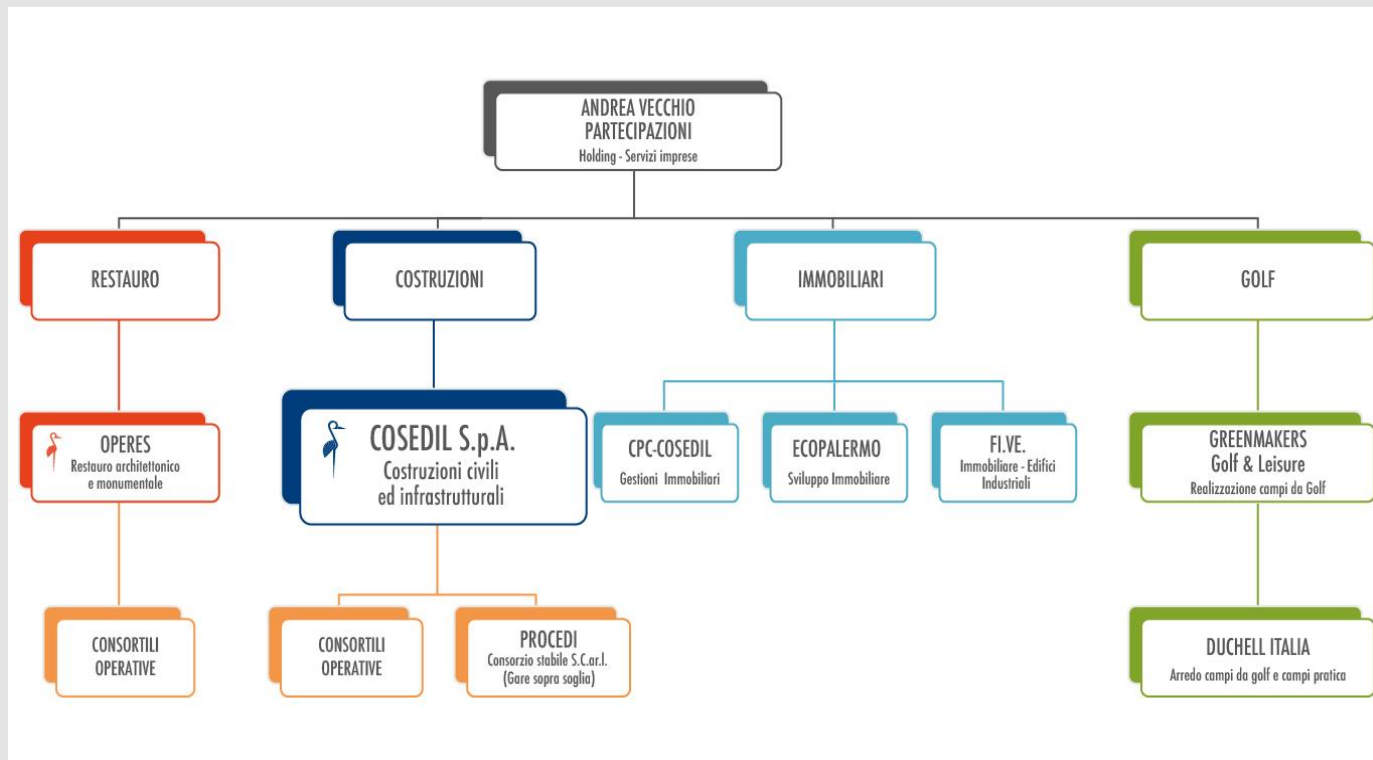 ANDREA VECCHIO
PARTECIPAZIONI
Holding - Servizi imprese
RESTAURO
COSTRUZIONI
IMMOBILIARI
GOLF
OPERES
Restauro architettonico
e monumentale
COSEDIL S.p.A.
Costruzioni civili
ed infrastrutturali
CPC-COSEDIL
Gestioni Immobiliari
ECOPALERMO
Sviluppo Immobiliare
FI.VE.
Immobiliare - Edifici
Industriali
GREENMAKERS
Golf & Leisure
Realizzazione campi da Golf
CONSORTILI
OPERATIVE
CONSORTILI
OPERATIVE
PROCEDI
Consorzio stabile S.C.ar.l.
(Gare sopra soglia)
DUCHELL ITALIA
Arredo campi da golf e campi pratica